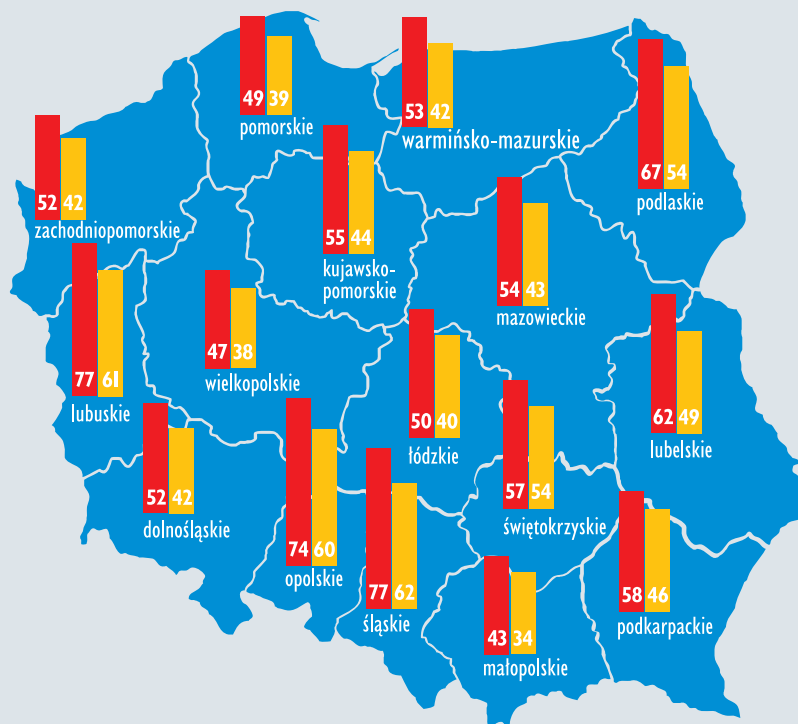 49 39
pomorskie
53 42
warmińsko-mazurskie
67 54
podlaskie
52 42
zachodniopomorskie
55 44
kujawsko-
pomorskie
54 43
mazowieckie
77 61
lubuskie
47 38
wielkopolskie
50 40
łódzkie
62 49
lubelskie
52 42
dolnośląskie
74 60
opolskie
57 54
świętokrzyskie
77 62
śląskie
58 46
podkarpackie
43 34
małopolskie